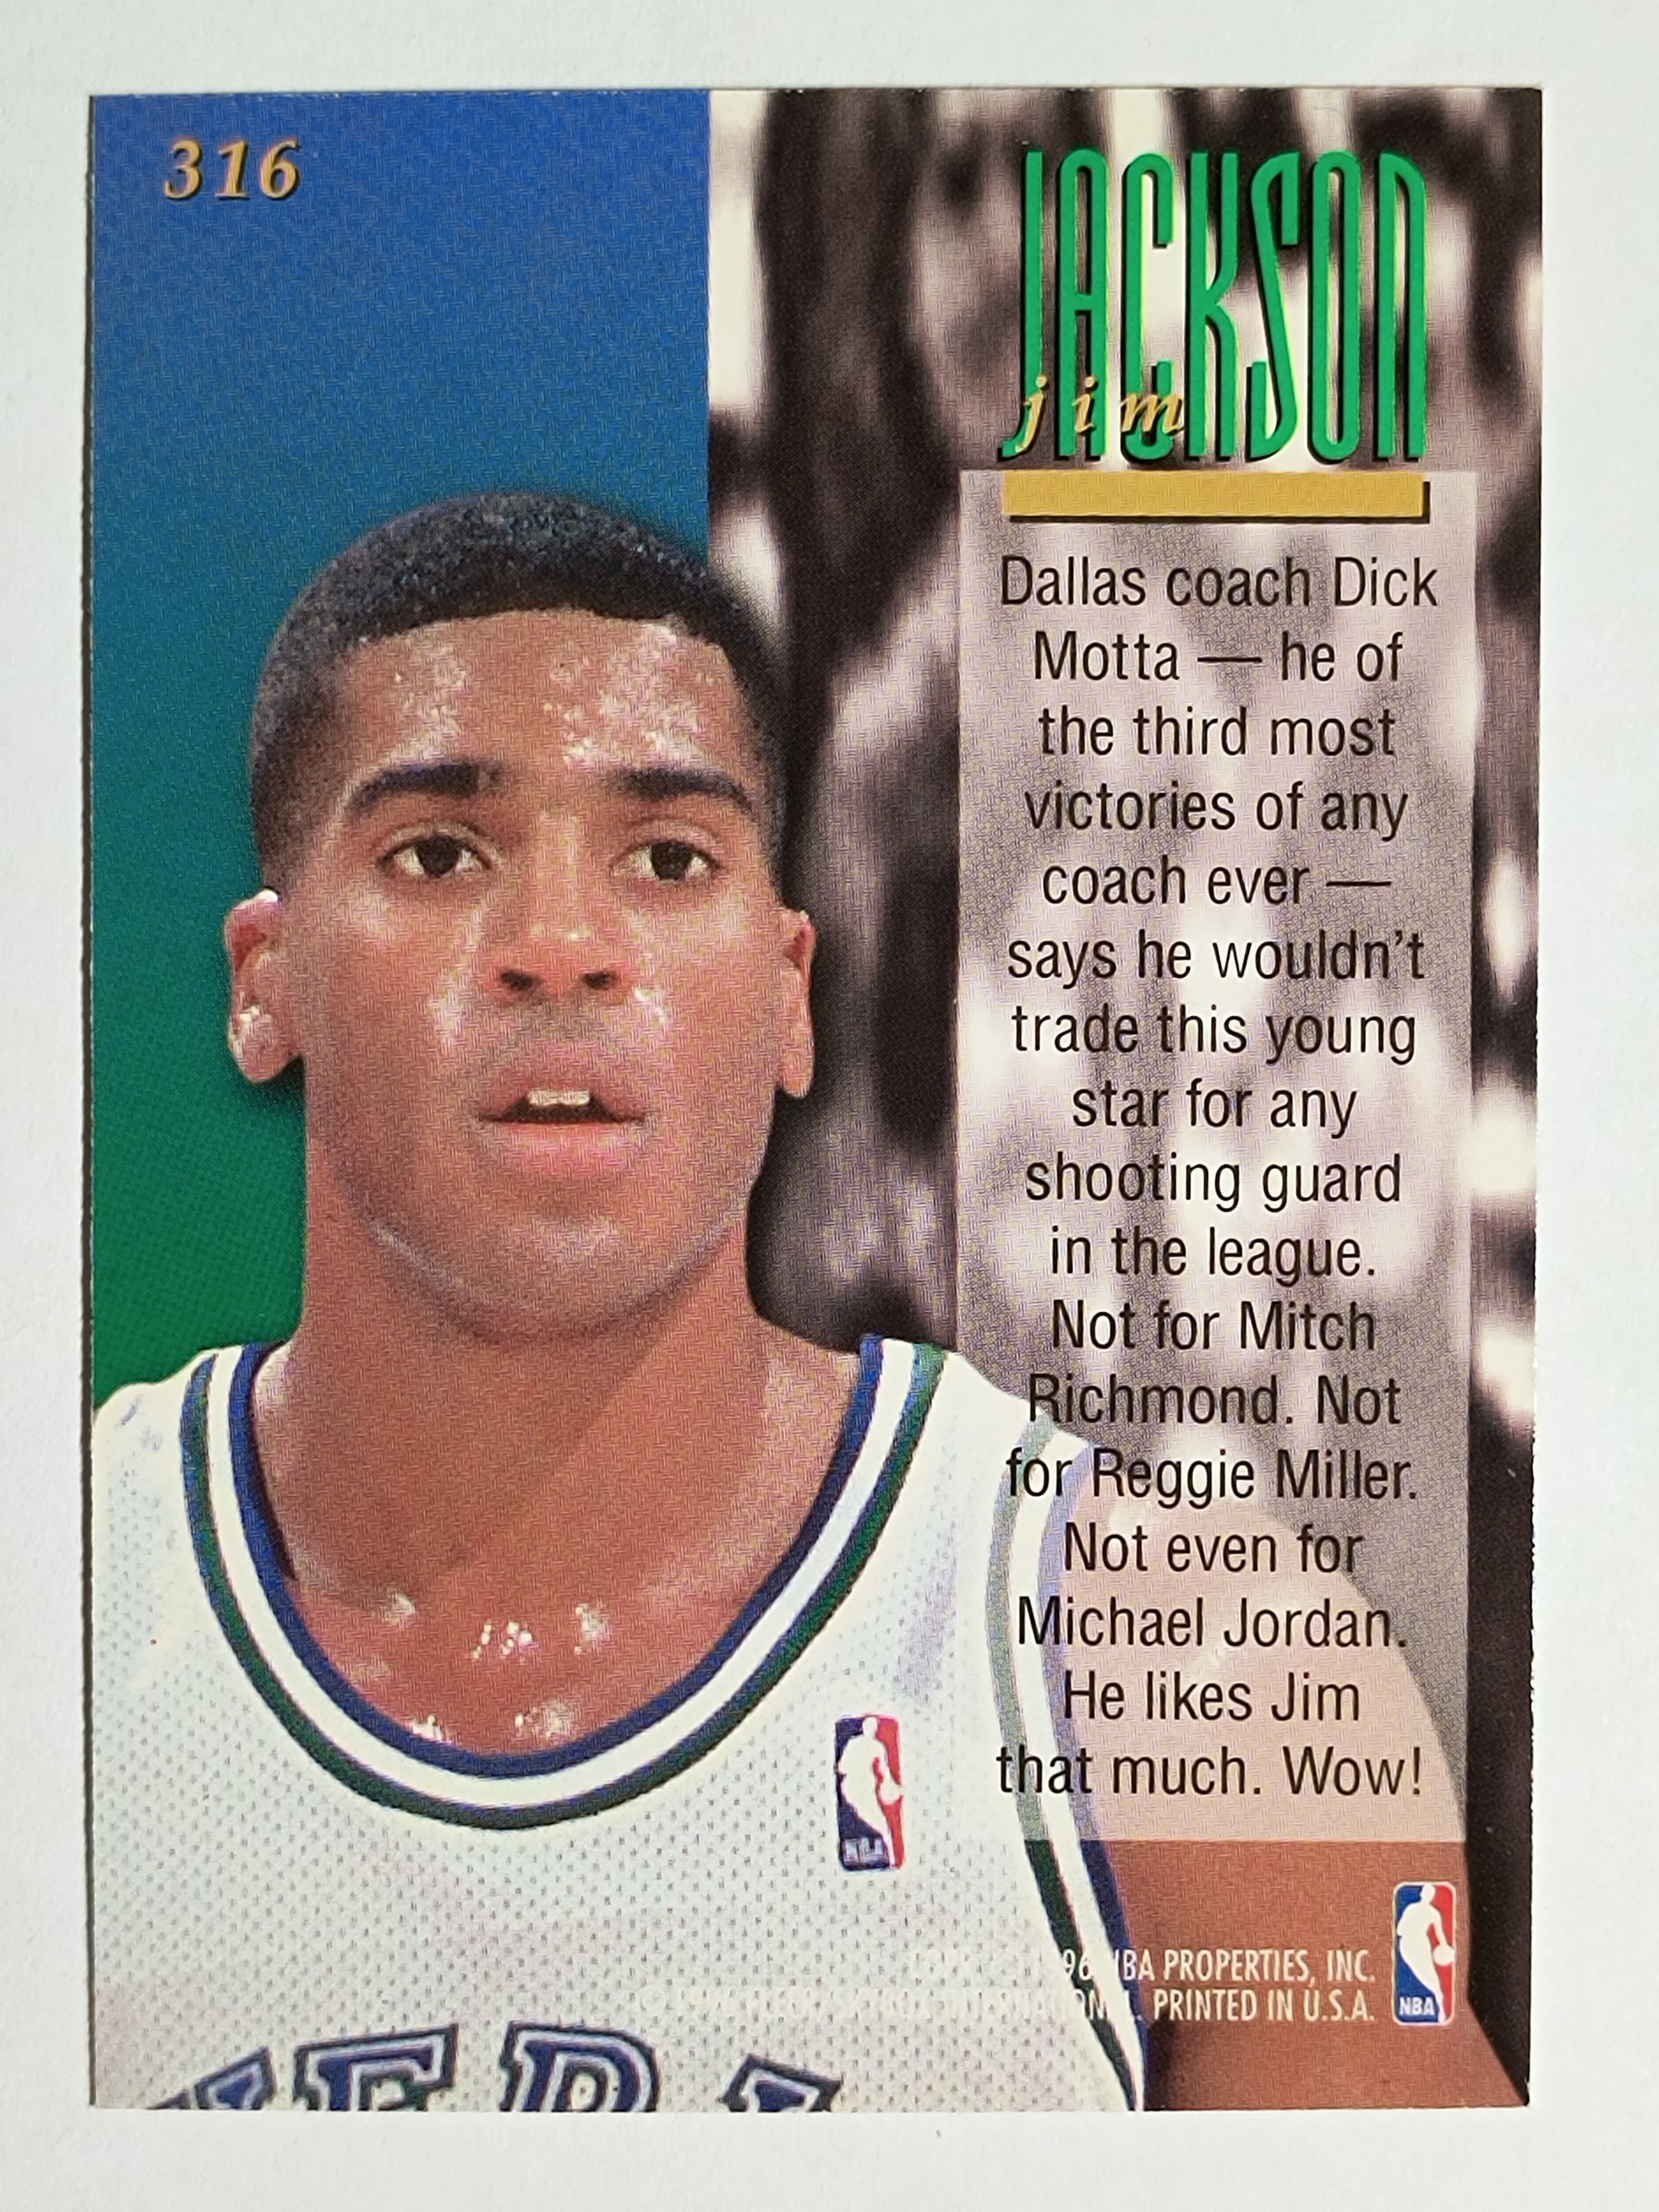 316
JACKSON
jim
Dallas coach Dick
Motta — he of
the third most
victories of any
coach ever —
says he wouldn't
trade this young
star for any
shooting guard
in the league.
Not for Mitch
Richmond. Not
for Reggie Miller.
Not even for
Michael Jordan.
He likes Jim
that much. Wow!
NBA PROPERTIES, INC.
INTERNATIONAL. PRINTED IN U.S.A.
NBA
NBA